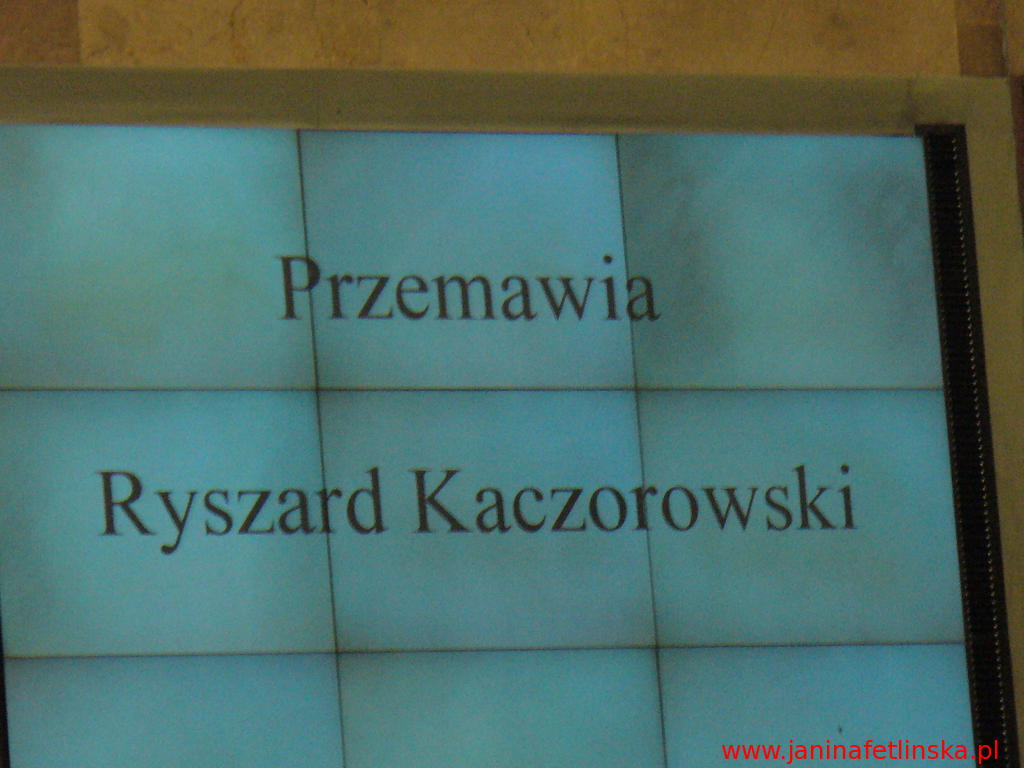 Przemawia
Ryszard Kaczorowski
www.janinafetlinska.pl